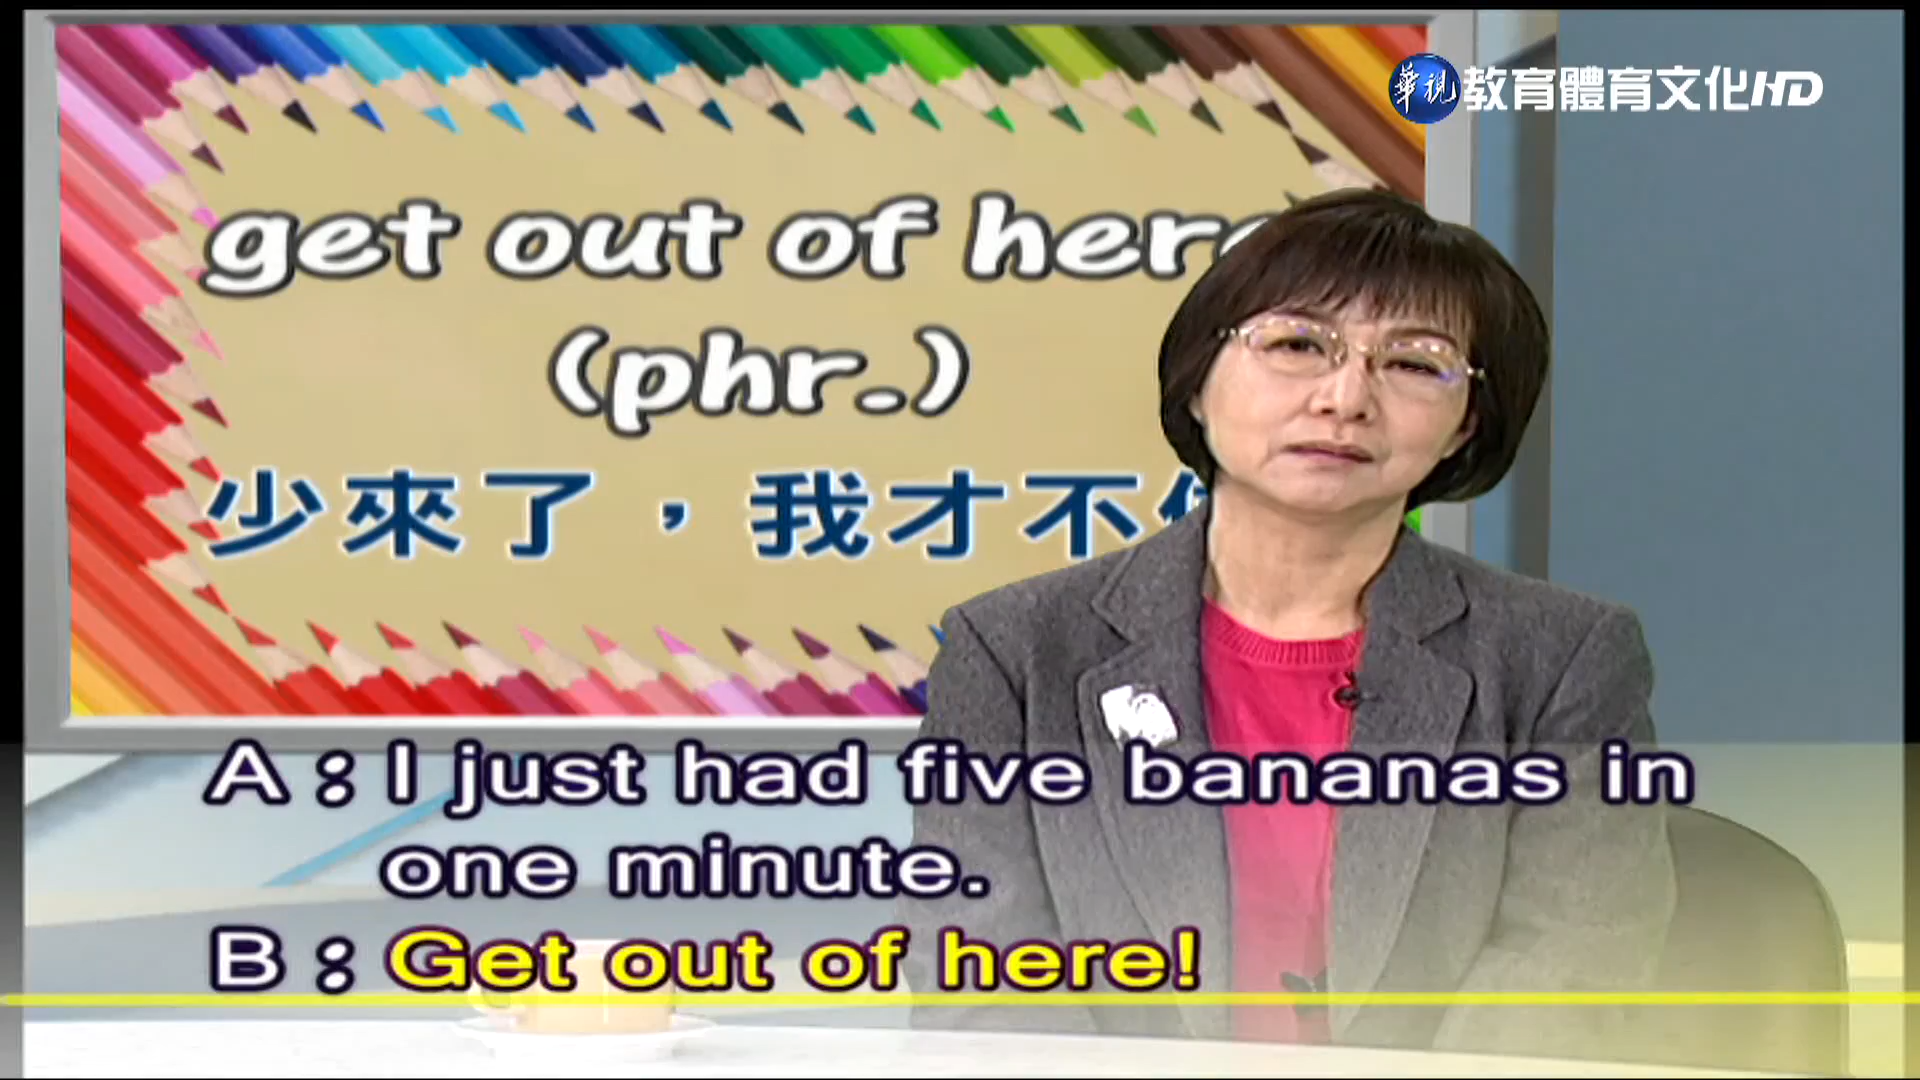 華視 教育體育文化HD
get out of here
(phr.)
少來了，我才不
A：I just had five bananas in
one minute.
B：Get out of here!